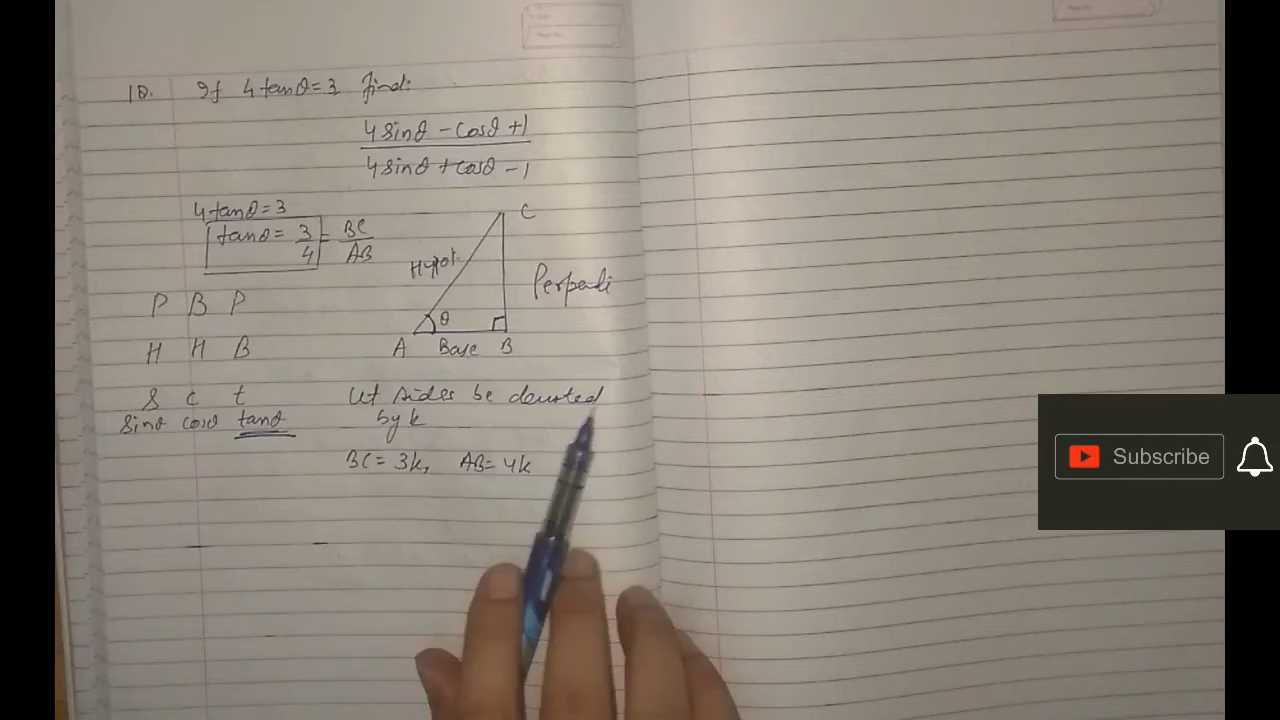 10. If 4 tanθ = 3 find:
4 sinθ - cosθ + 1
4 sinθ + cosθ - 1
4 tanθ = 3
tanθ = 3/4 = BC/AB
C
Hypot.
Perpendi
θ
A Base B
P B P
H H B
S C t
sinθ cosθ tanθ
Let sides be denoted
by k
BC = 3k, AB = 4k
Subscribe